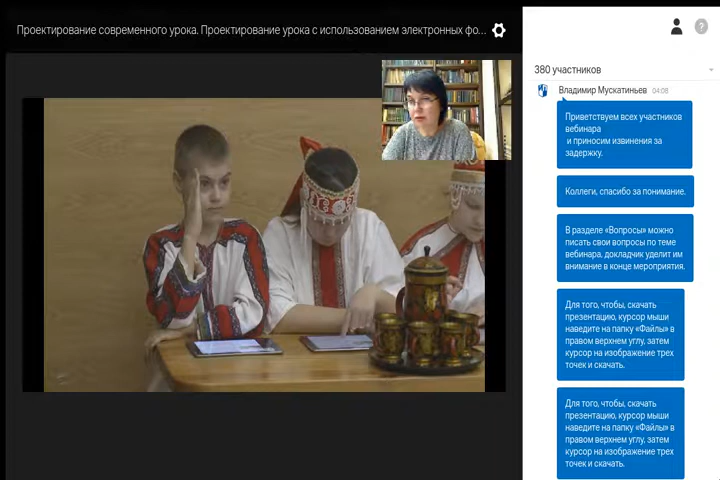 Проектирование современного урока. Проектирование урока с использованием электронных фо...
380 участников
Владимир Мускатиньев 04:08
Приветствуем всех участников
вебинара
и приносим извинения за
задержку.
Коллеги, спасибо за понимание.
В разделе «Вопросы» можно
писать свои вопросы по теме
вебинара, докладчик уделит им
внимание в конце мероприятия.
Для того, чтобы, скачать
презентацию, курсор мыши
наведите на папку «Файлы» в
правом верхнем углу, затем
курсор на изображение трех
точек и скачать.
Для того, чтобы, скачать
презентацию, курсор мыши
наведите на папку «Файлы» в
правом верхнем углу, затем
курсор на изображение трех
точек и скачать.